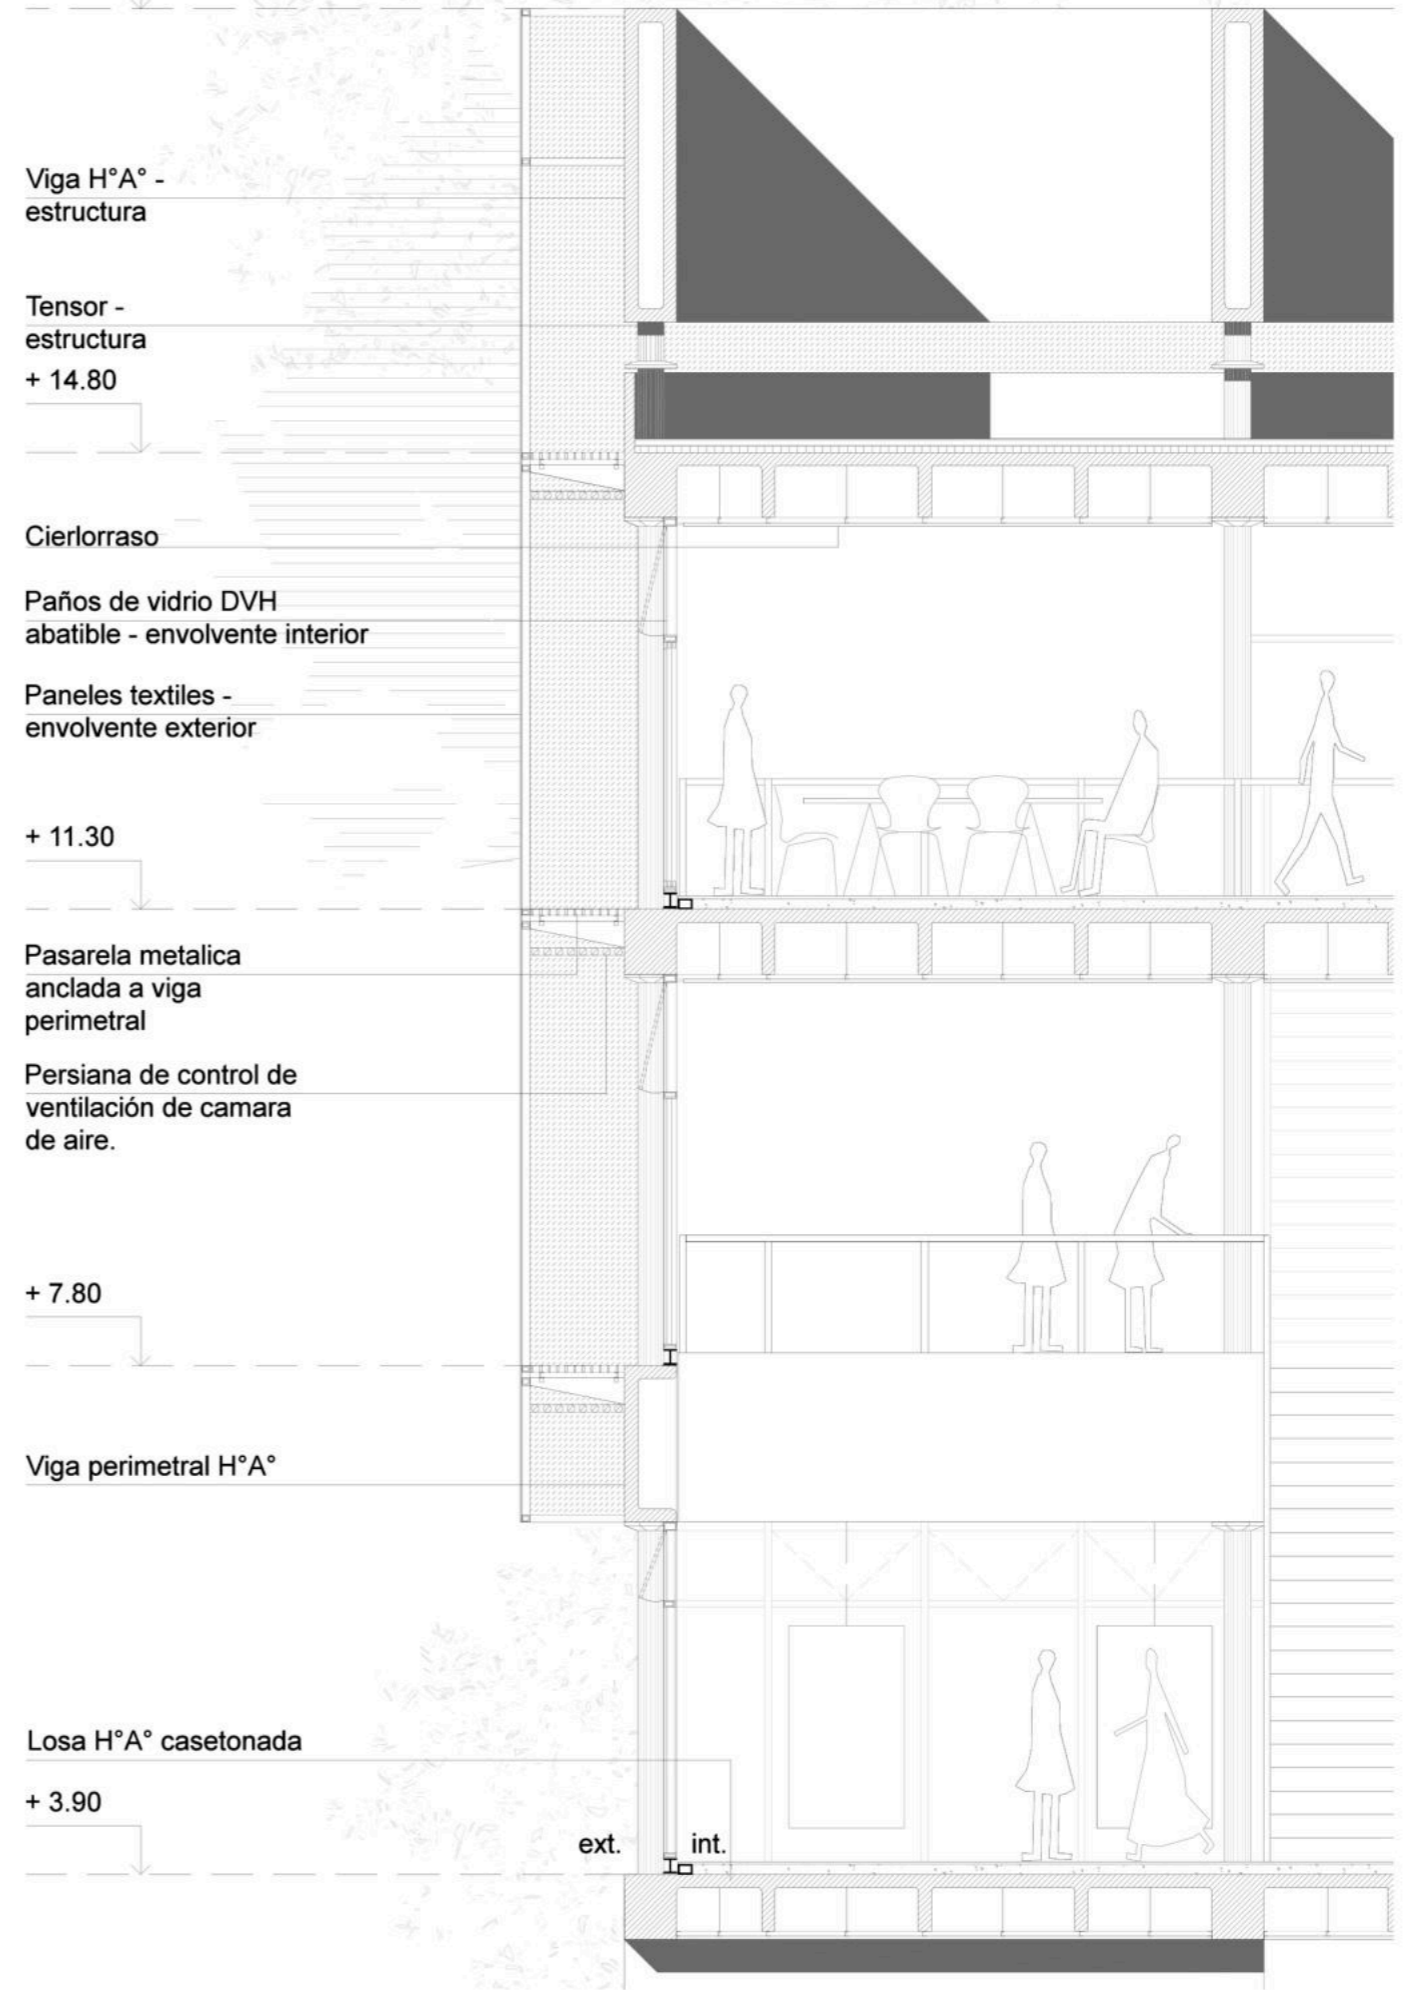 Viga H°A° -
estructura
Tensor -
estructura
+ 14.80
Cierlorraso
Paños de vidrio DVH
abatible - envolvente interior
Paneles textiles -
envolvente exterior
+ 11.30
Pasarela metalica
anclada a viga
perimetral
Persiana de control de
ventilación de camara
de aire.
+ 7.80
Viga perimetral H°A°
Losa H°A° casetonada
+ 3.90
ext.
int.